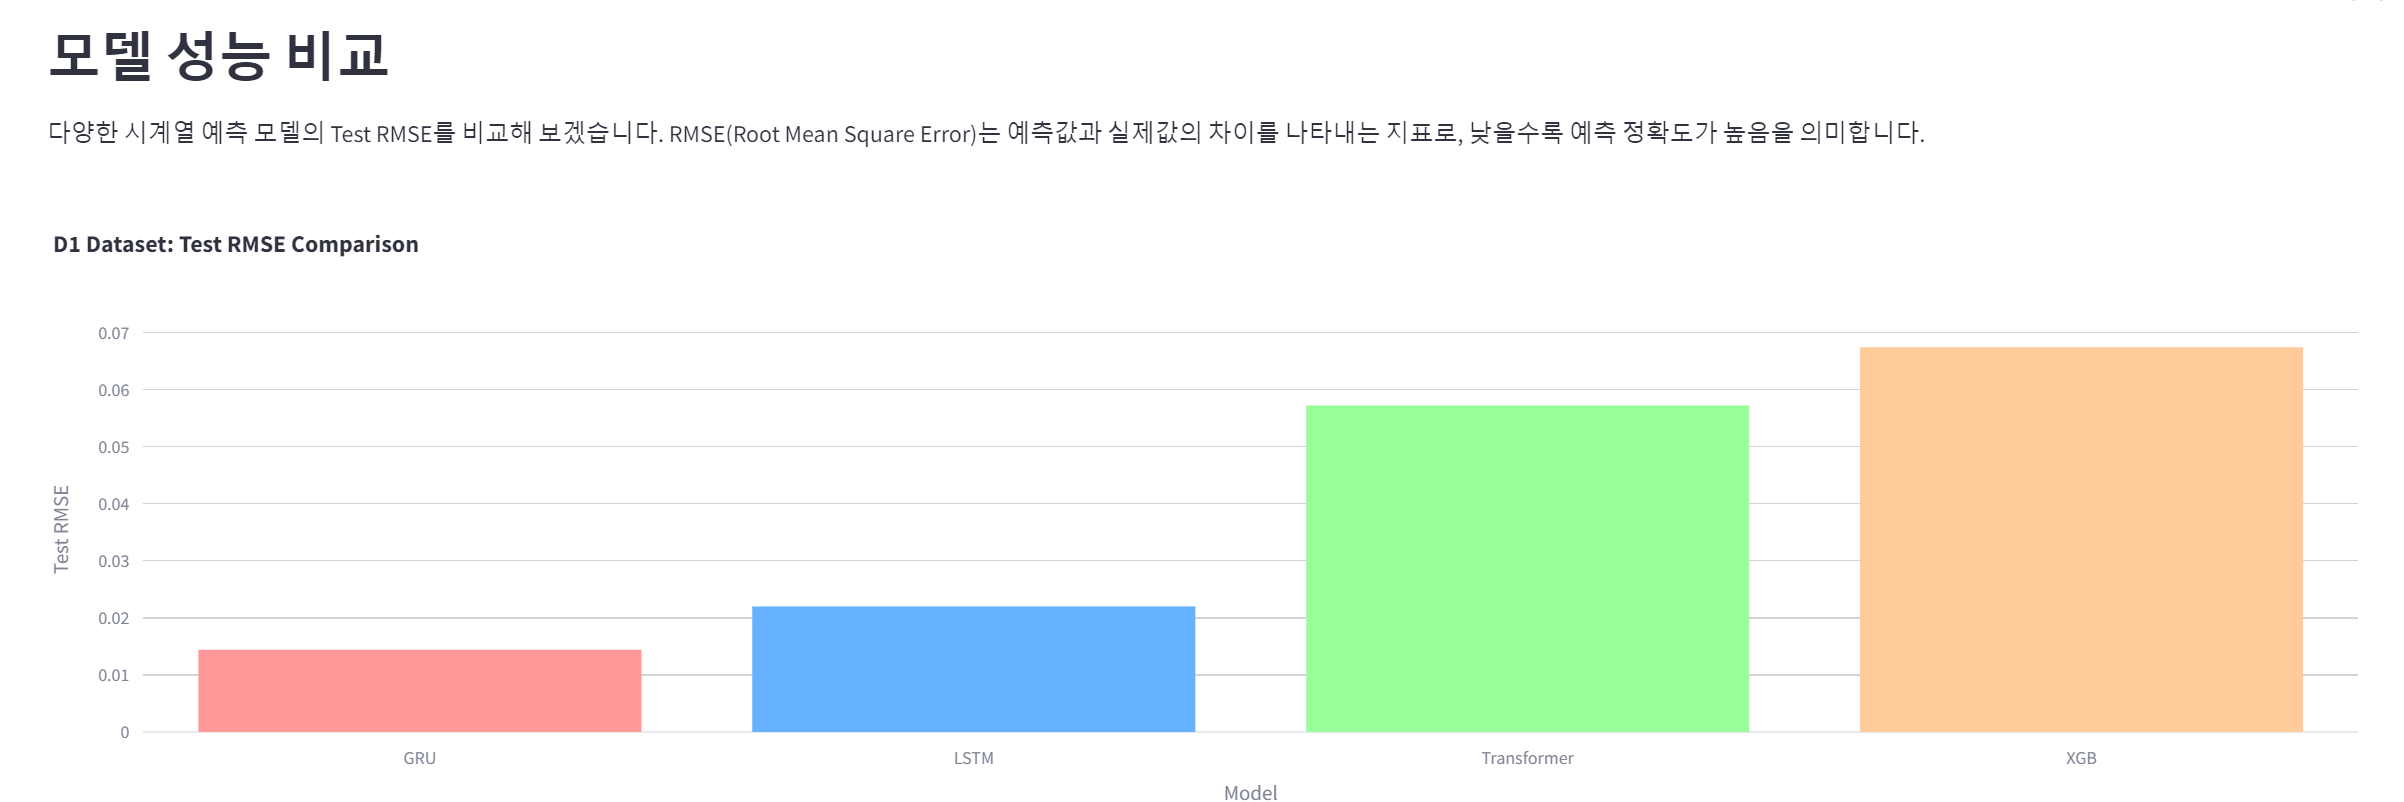 모델 성능 비교
다양한 시계열 예측 모델의 Test RMSE를 비교해 보겠습니다. RMSE(Root Mean Square Error)는 예측값과 실제값의 차이를 나타내는 지표로, 낮을수록 예측 정확도가 높음을 의미합니다.
D1 Dataset: Test RMSE Comparison
0.07
0.06
0.05
0.04
0.03
0.02
0.01
0
Test RMSE
GRU LSTM Transformer XGB
Model